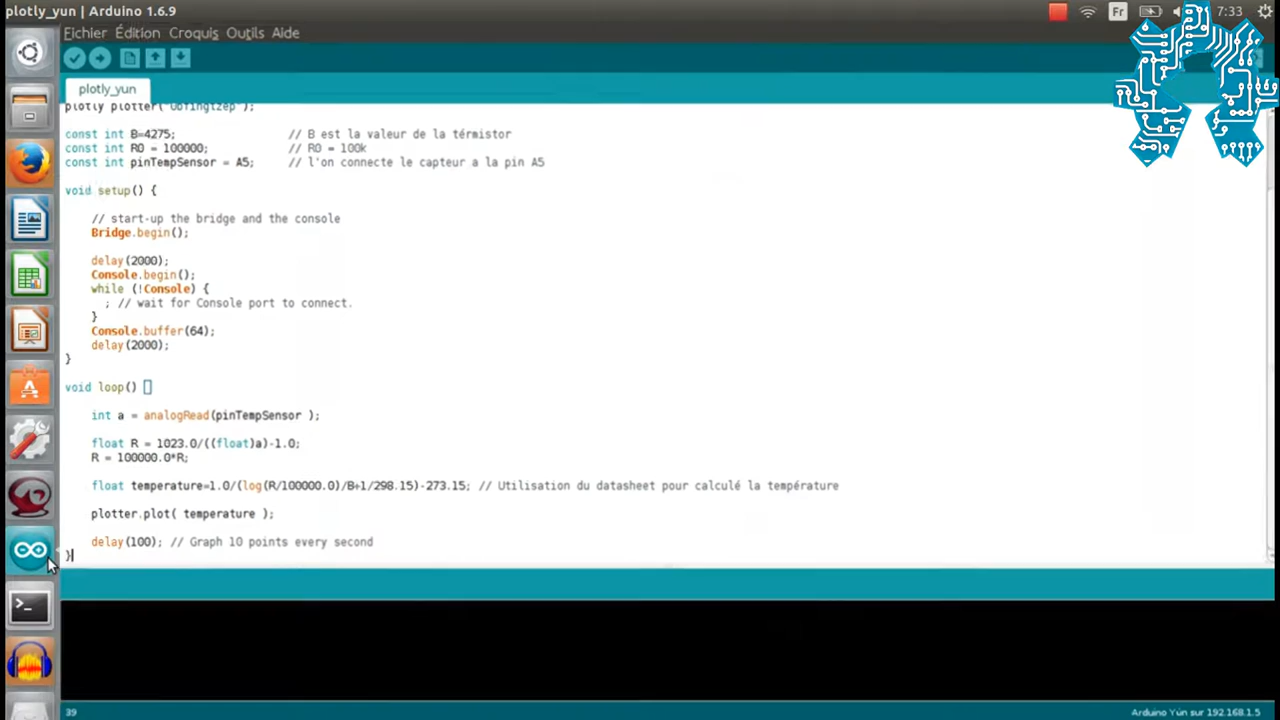 plotly_yun | Arduino 1.6.9
Fr
7:33
Fichier Édition Croquis Outils Aide
plotly_yun
plotly plotter(
const int B=4275; // B est la valeur de la térmistor
const int R0 = 100000; // R0 = 100k
const int pinTempSensor = A5; // l'on connecte le capteur a la pin A5
void setup() {
// start-up the bridge and the console
Bridge.begin();
delay(2000);
Console.begin();
while (!Console) {
; // wait for Console port to connect.
}
Console.buffer(64);
delay(2000);
}
void loop() {
int a = analogRead(pinTempSensor );
float R = 1023.0/((float)a)-1.0;
R = 100000.0*R;
float temperature=1.0/(log(R/100000.0)/B+1/298.15)-273.15; // Utilisation du datasheet pour calculé la température
plotter.plot( temperature );
delay(100); // Graph 10 points every second
}
39
Arduino Yún sur 192.168.1.5